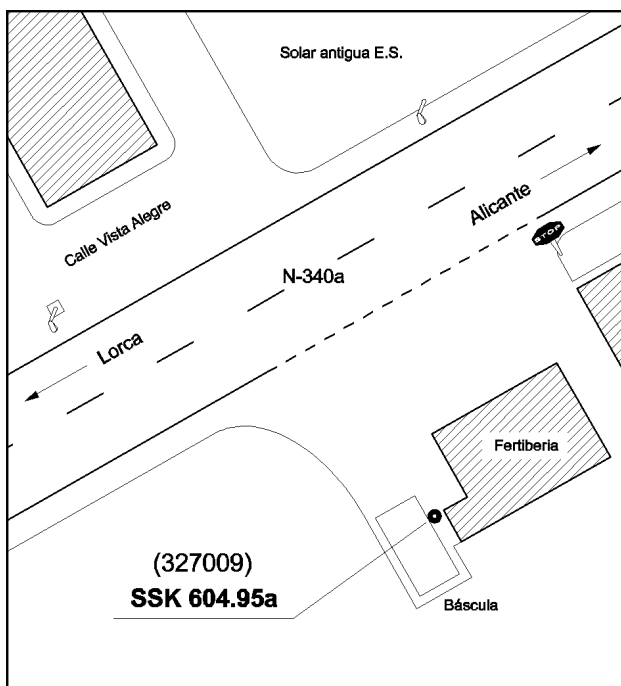 Solar antigua E.S.
Calle Vista Alegre
Alicante
STOP
N-340a
Lorca
Fertiberia
(327009)
SSK 604.95a
Báscula